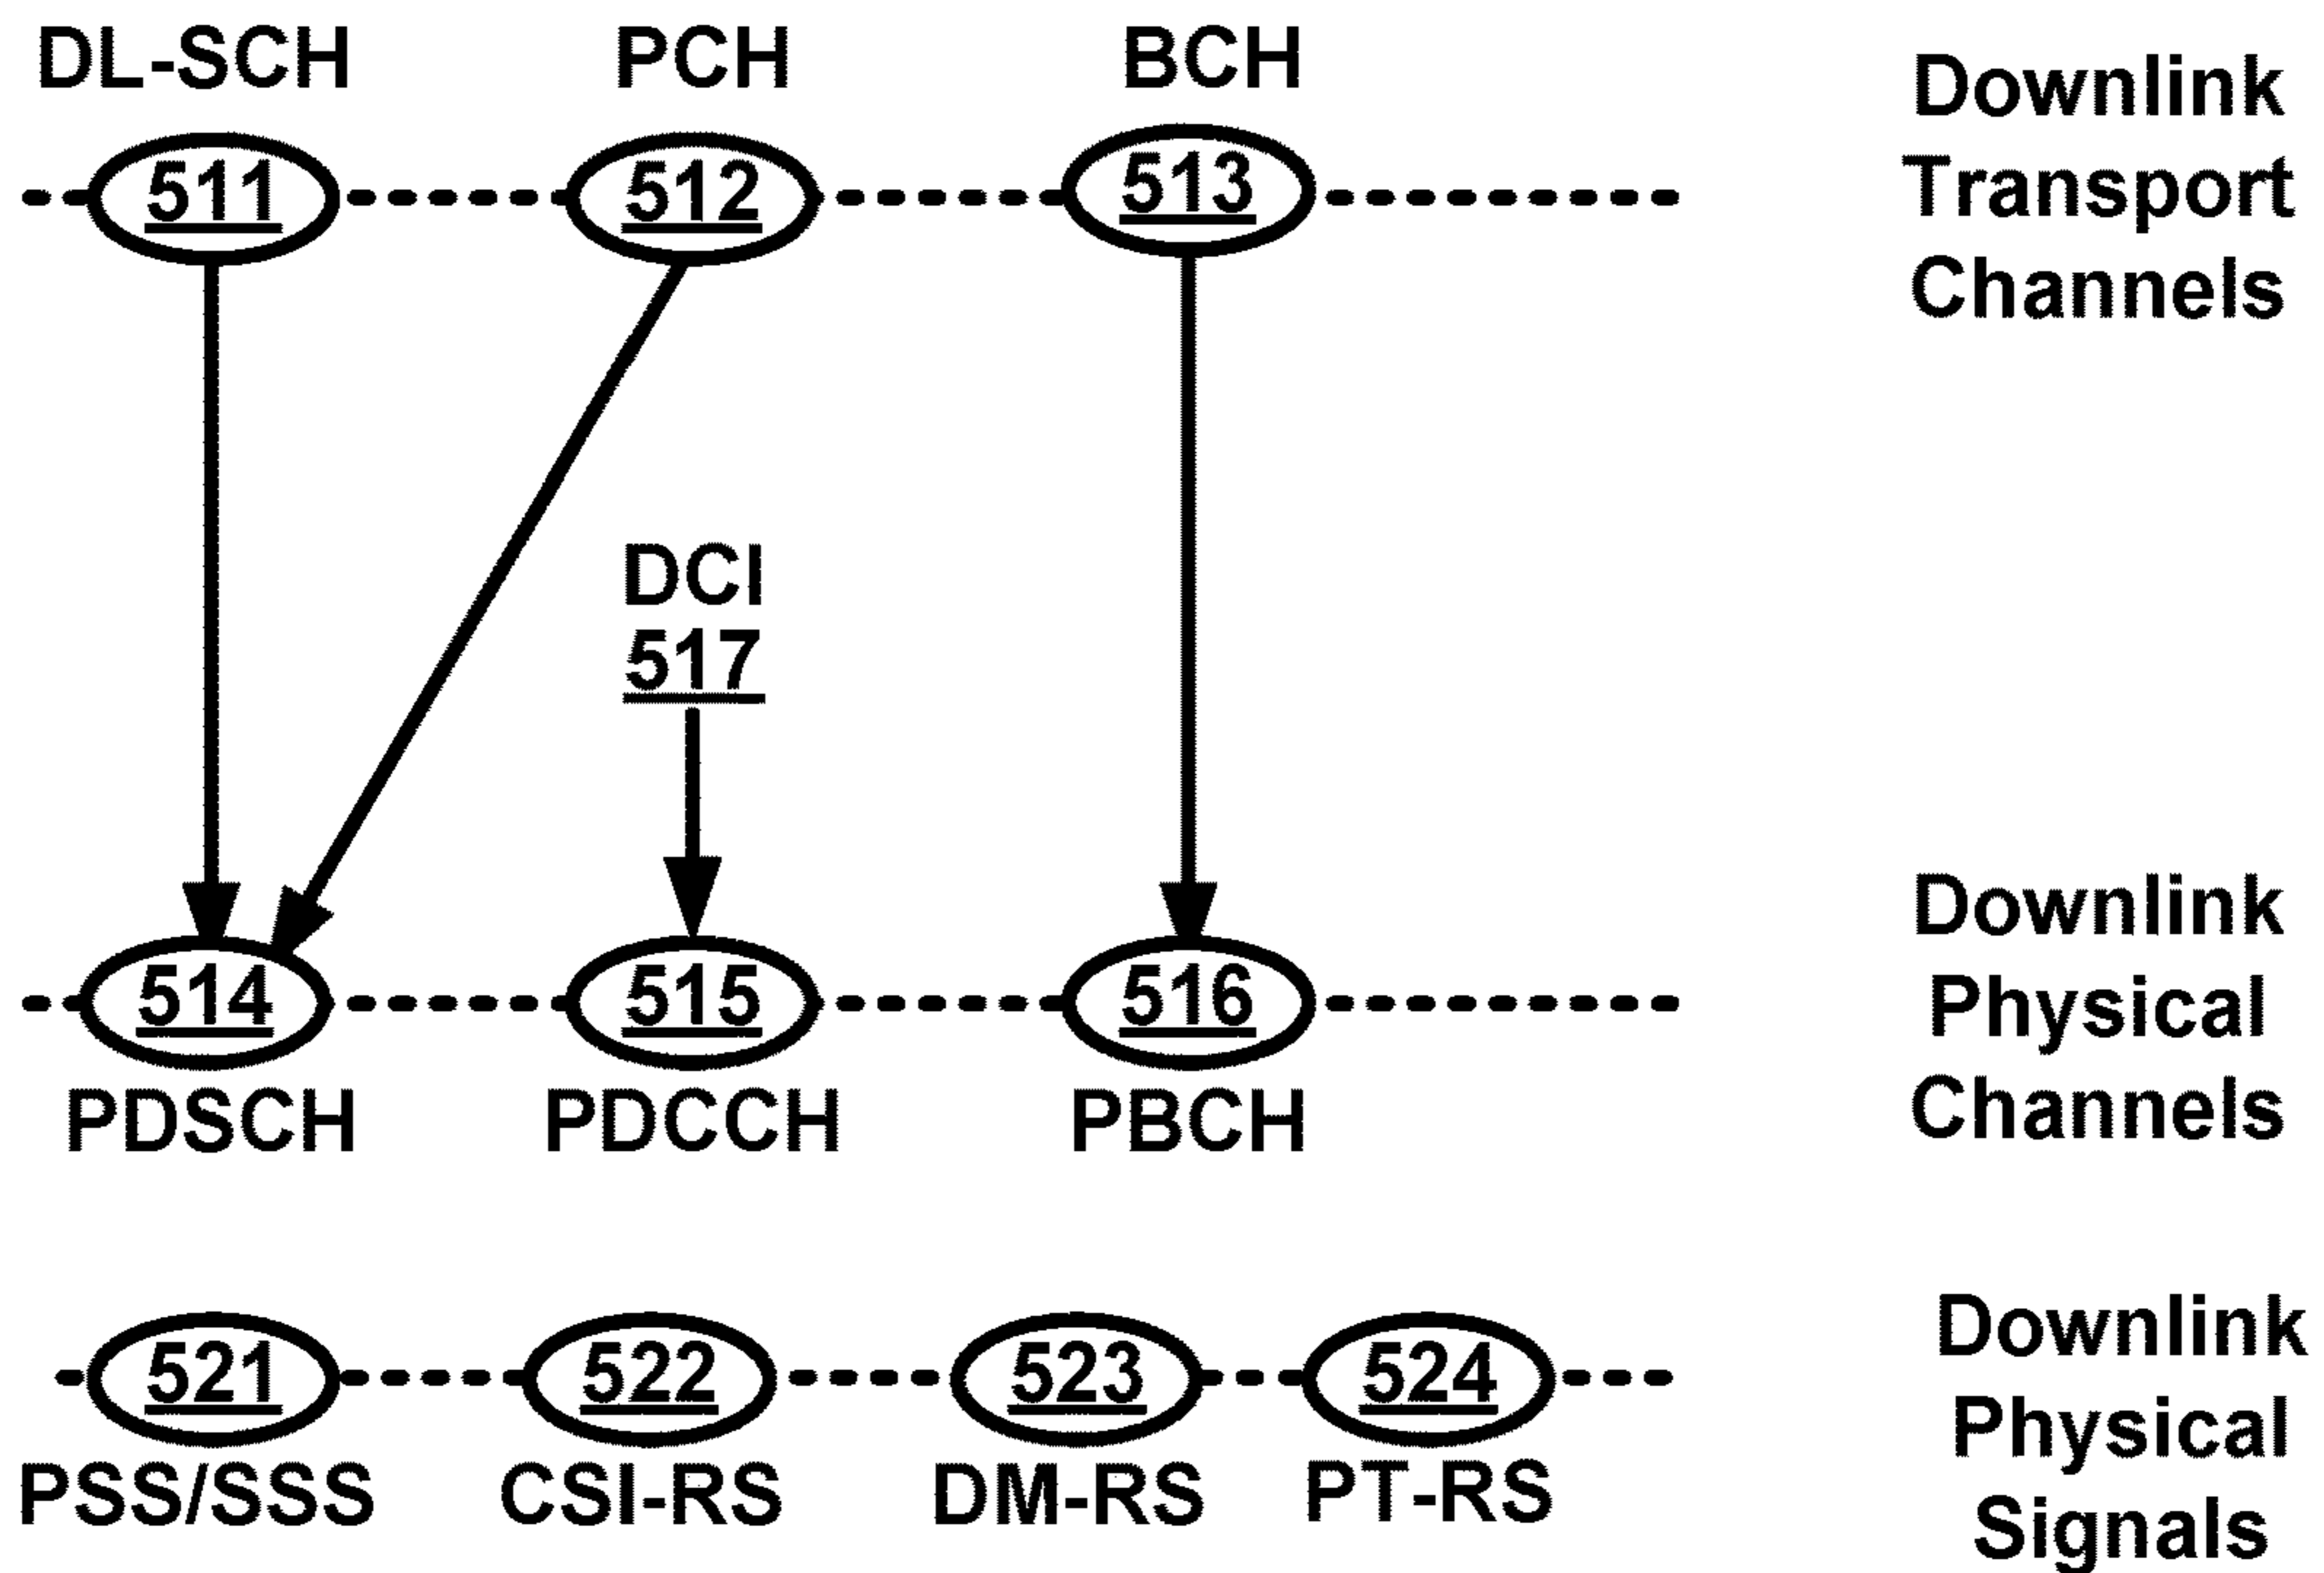 DL-SCH PCH BCH
511 512 513
Downlink
Transport
Channels
DCI
517
514 515 516
PDSCH PDCCH PBCH
Downlink
Physical
Channels
521 522 523 524
PSS/SSS CSI-RS DM-RS PT-RS
Downlink
Physical
Signals